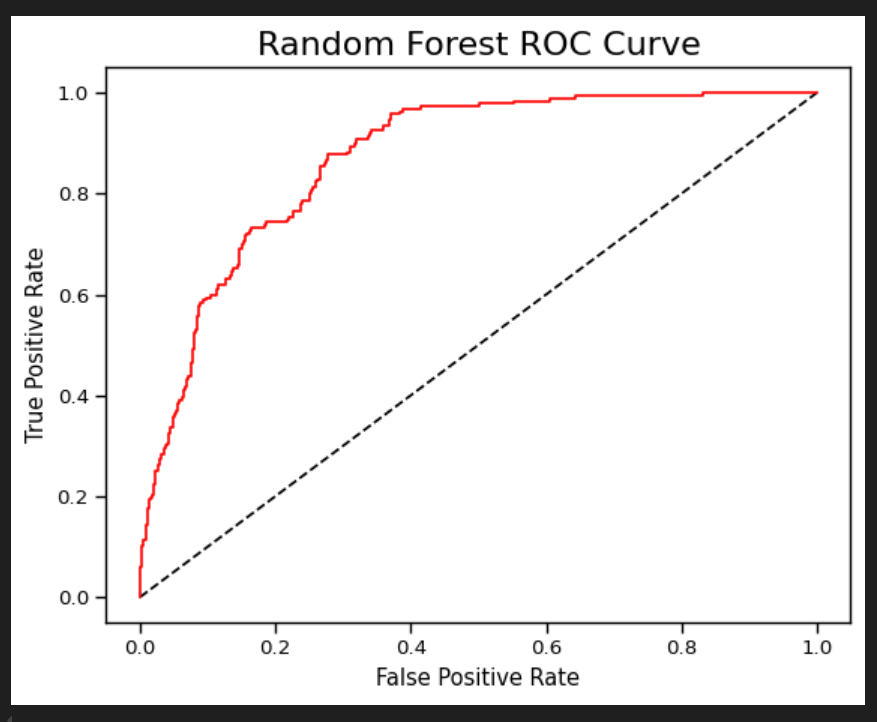 Random Forest ROC Curve
1.0
0.8
0.6
0.4
0.2
0.0
True Positive Rate
0.0 0.2 0.4 0.6 0.8 1.0
False Positive Rate